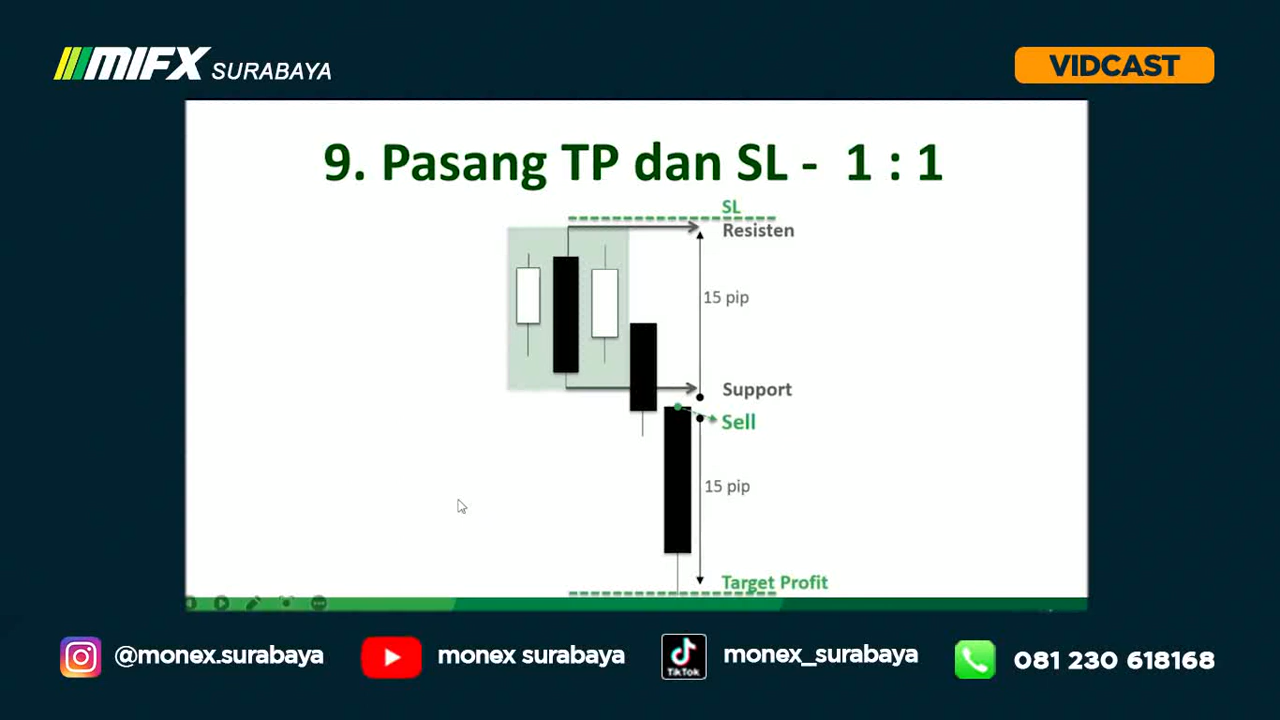 MIFX SURABAYA
VIDCAST
9. Pasang TP dan SL - 1 : 1
SL
Resisten
15 pip
Support
Sell
15 pip
Target Profit
@monex.surabaya
monex surabaya
TikTok
monex_surabaya
081 230 618168